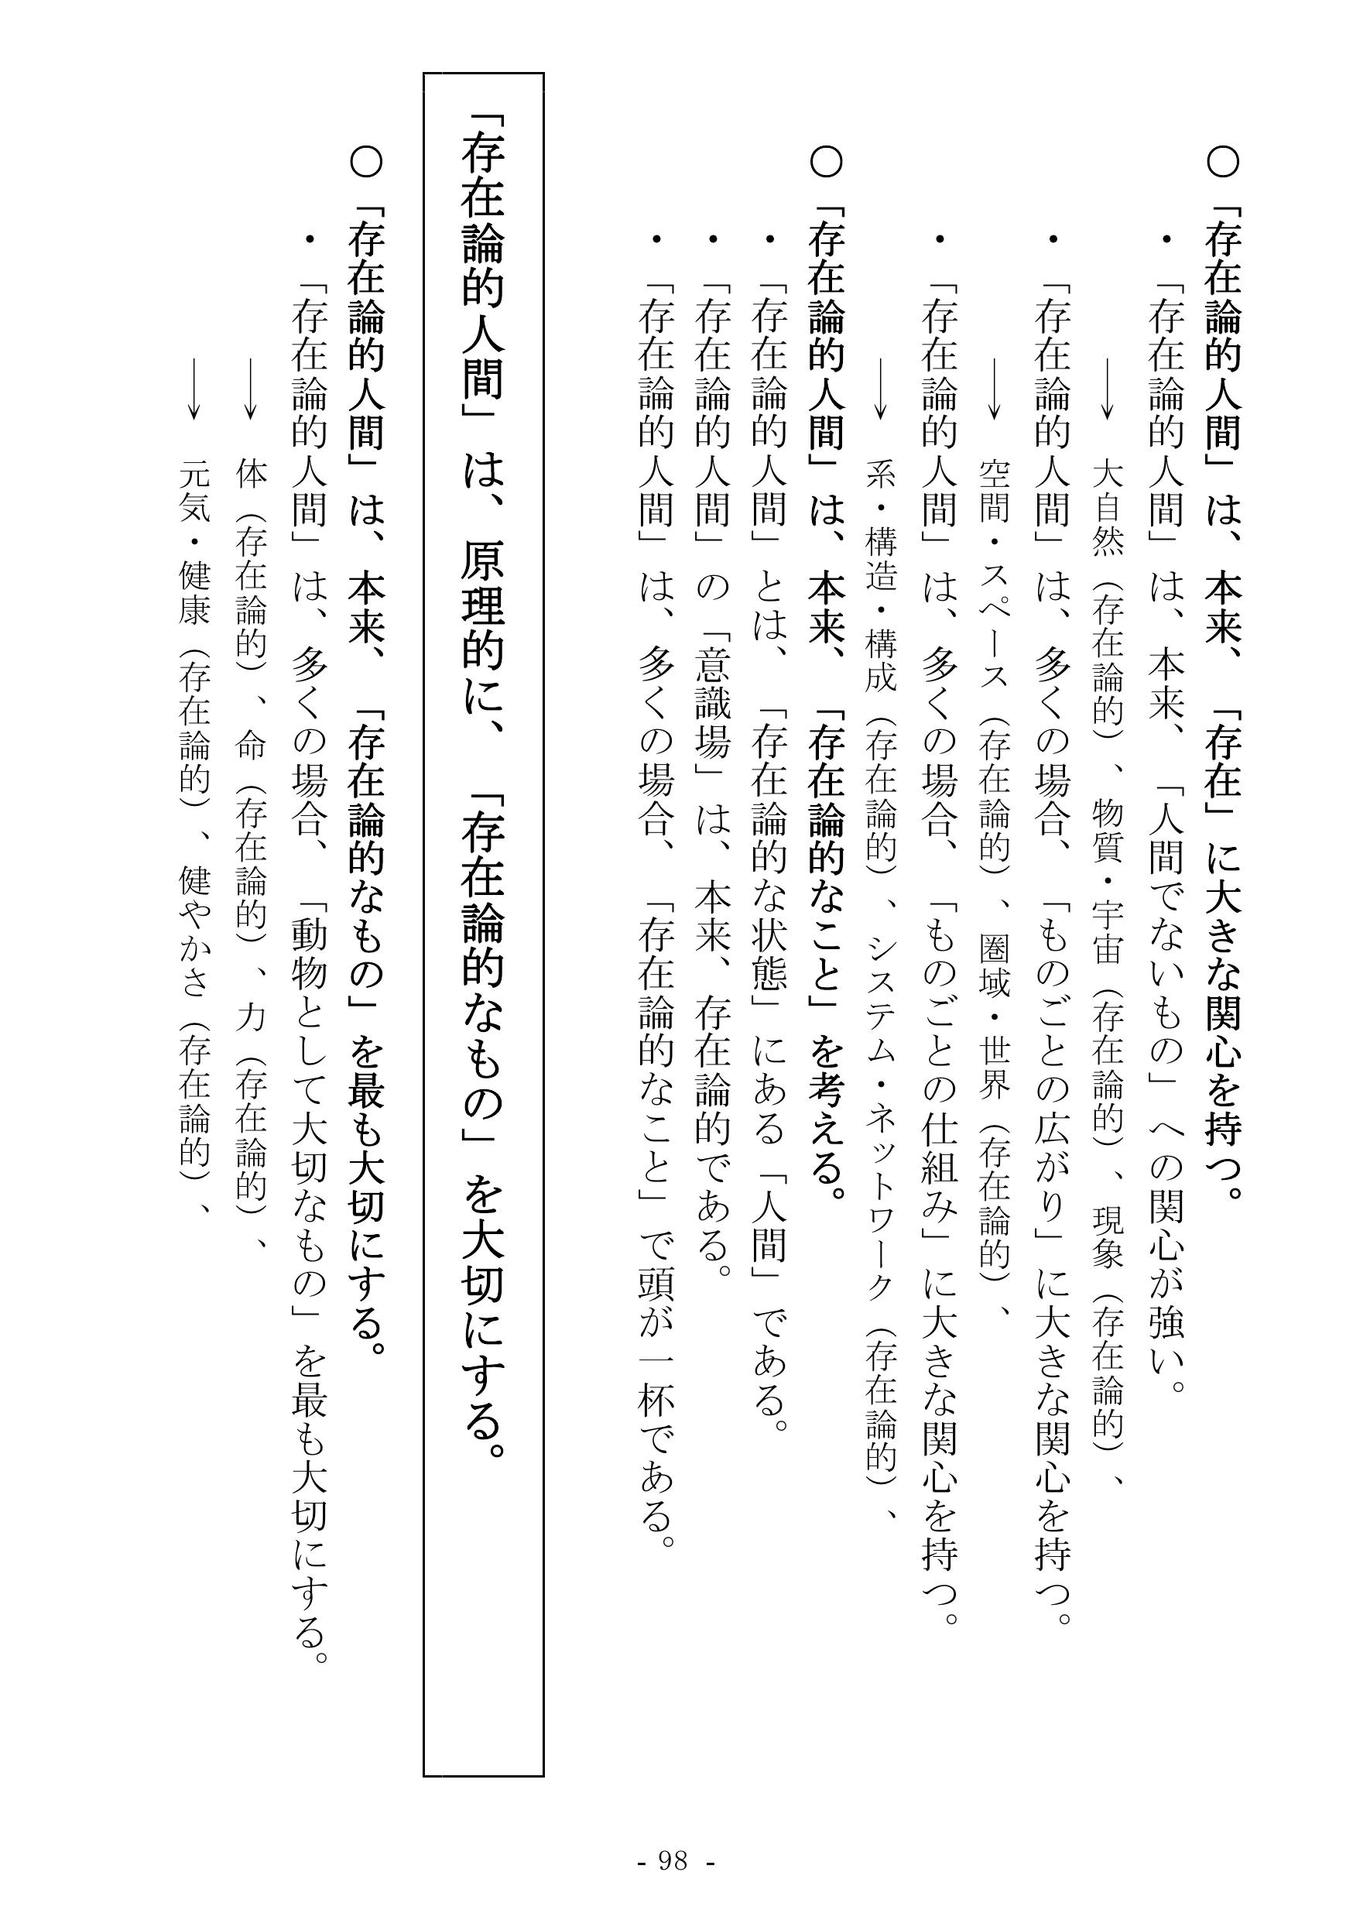 ○「存在論的人間」は、本来、「存在」に大きな関心を持つ。
・「存在論的人間」は、本来、「人間でないもの」への関心が強い。
→ 大自然（存在論的）、物質・宇宙（存在論的）、現象（存在論的）、
・「存在論的人間」は、多くの場合、「ものごとの広がり」に大きな関心を持つ。
→ 空間・スペース（存在論的）、圏域・世界（存在論的）、
・「存在論的人間」は、多くの場合、「ものごとの仕組み」に大きな関心を持つ。
→ 系・構造・構成（存在論的）、システム・ネットワーク（存在論的）、
○「存在論的人間」は、本来、「存在論的なこと」を考える。
・「存在論的人間」とは、「存在論的な状態」にある「人間」である。
・「存在論的人間」の「意識場」は、本来、存在論的である。
・「存在論的人間」は、多くの場合、「存在論的なこと」で頭が一杯である。
「存在論的人間」は、原理的に、「存在論的なもの」を大切にする。
○「存在論的人間」は、本来、「存在論的なもの」を最も大切にする。
・「存在論的人間」は、多くの場合、「動物として大切なもの」を最も大切にする。
→ 体（存在論的）、命（存在論的）、力（存在論的）、
→ 元気・健康（存在論的）、健やかさ（存在論的）、
- 98 -